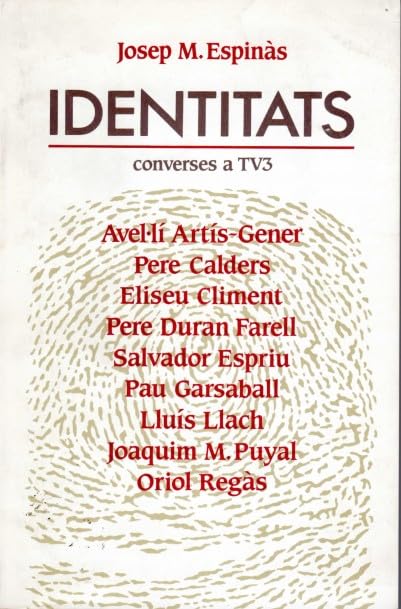 Josep M. Espinàs
IDENTITATS
converses a TV3
Avel·lí Artís-Gener
Pere Calders
Eliseu Climent
Pere Duran Farell
Salvador Espriu
Pau Garsaball
Lluís Llach
Joaquim M. Puyal
Oriol Regàs